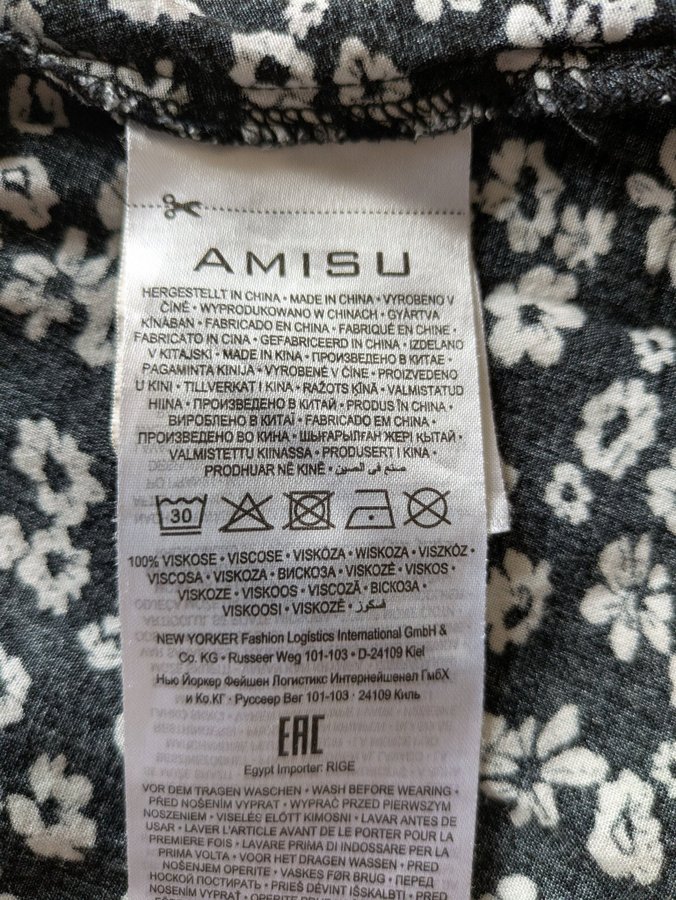 AMISU
HERGESTELLT IN CHINA • MADE IN CHINA • VYROBENO V
ČÍNĚ • WYPRODUKOWANO W CHINACH • GYÁRTVA
KÍNÁBAN • FABRICADO EN CHINA • FABRIQUÉ EN CHINE •
FABRICATO IN CINA • GEFABRICEERD IN CHINA • IZDELANO
V KITAJSKI • MADE IN KINA • ПРОИЗВЕДЕНО В КИТАЕ •
PAGAMINTA KINIJA • VYROBENÉ V ČÍNE • PROIZVEDENO
U KINI • TILLVERKAT I KINA • RAŽOTS ĶĪNĀ • VALMISTATUD
HIINA • ПРОИЗВЕДЕНО В КИТАЙ • PRODUS ÎN CHINA •
ВИРОБЛЕНО В КИТАЇ • FABRICADO EM CHINA •
ПРОИЗВЕДЕНО ВО КИНА • ШЫҒАРЫЛҒАН ЖЕРІ ҚЫТАЙ •
VALMISTETTU KIINASSA • PRODUSERT I KINA •
PRODHUAR NË KINË • صنع في الصين •
30
100% VISKOSE • VISCOSE • VISKÓZA • WISKOZA • VISZKÓZ •
VISCOSA • VISKOZA • ВИСКОЗА • VISKOZĖ • VISKOS •
VISKOZE • VISKOOS • VISCOZĂ • ВІСКОЗА •
VISKOOSI • VISKOZË • فسكوز •
NEW YORKER Fashion Logistics International GmbH &
Co. KG • Russeer Weg 101-103 • D-24109 Kiel
Нью Йоркер Фейшен Логистикс Интернейшенел ГмбХ
и Ко.КГ • Руссеер Вег 101-103 • 24109 Киль
EAC
Egypt Importer: RIGE
VOR DEM TRAGEN WASCHEN • WASH BEFORE WEARING •
PŘED NOŠENÍM VYPRAT • WYPRAĆ PRZED PIERWSZYM
NOSZENIEM • VISELÉS ELŐTT KIMOSNI • LAVAR ANTES DE
USAR • LAVER L'ARTICLE AVANT DE LE PORTER POUR LA
PREMIERE FOIS • LAVARE PRIMA DI INDOSSARE PER LA
PRIMA VOLTA • VOOR HET DRAGEN WASSEN • PRED
NOŠENJEM OPERITE • VASKES FØR BRUG • ПЕРЕД
НОСКОЙ ПОСТИРАТЬ • PRIEŠ DĖVINT IŠSKALBTI • PRED
NOSENÍM VYPRAŤ